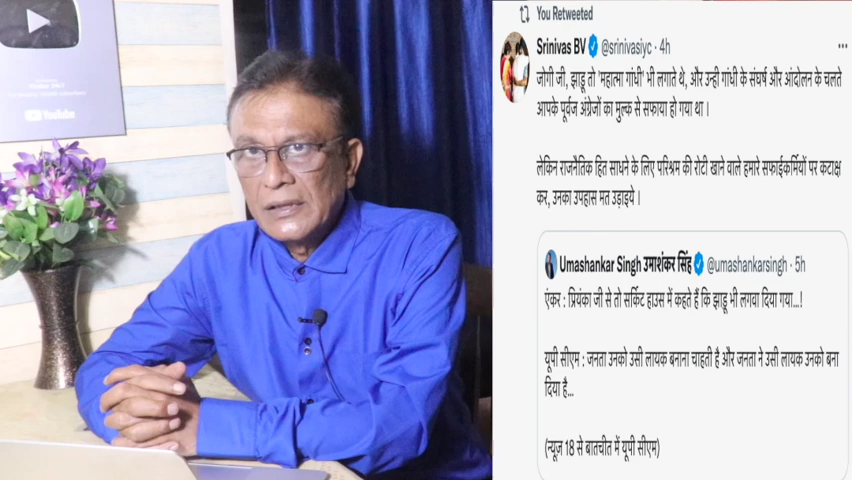 You Retweeted
Srinivas BV @srinivasiyc · 4h
जोगी जी, झाड़ू तो 'महात्मा गांधी' भी लगाते थे, और उन्ही गांधी के संघर्ष और आंदोलन के चलते
आपके पूर्वज अंग्रेजों का मुल्क से सफाया हो गया था।
लेकिन राजनैतिक हित साधने के लिए परिश्रम की रोटी खाने वाले हमारे सफाईकर्मियों पर कटाक्ष
कर, उनका उपहास मत उड़ाइये।
Umashankar Singh उमाशंकर सिंह @umashankarsingh · 5h
एंकर : प्रियंका जी से तो सर्किट हाउस में कहते हैं कि झाड़ू भी लगवा दिया गया...!
यूपी सीएम : जनता उनको उसी लायक बनाना चाहती है और जनता ने उसी लायक उनको बना
दिया है...
(न्यूज़ 18 से बातचीत में यूपी सीएम)
YouTube